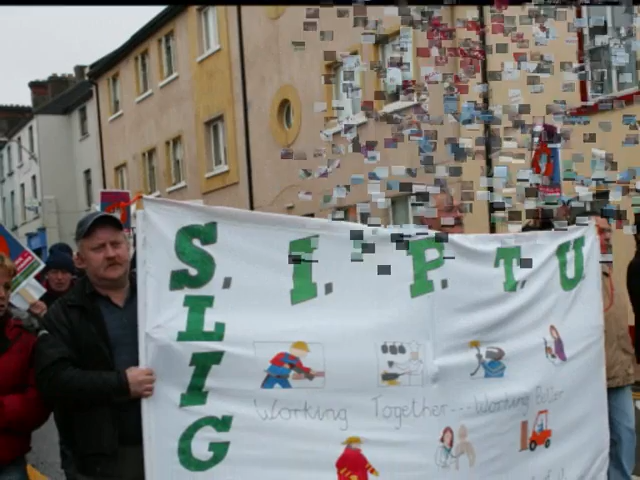 S. I. P. T. U
SLIG
Working Together---Working Better